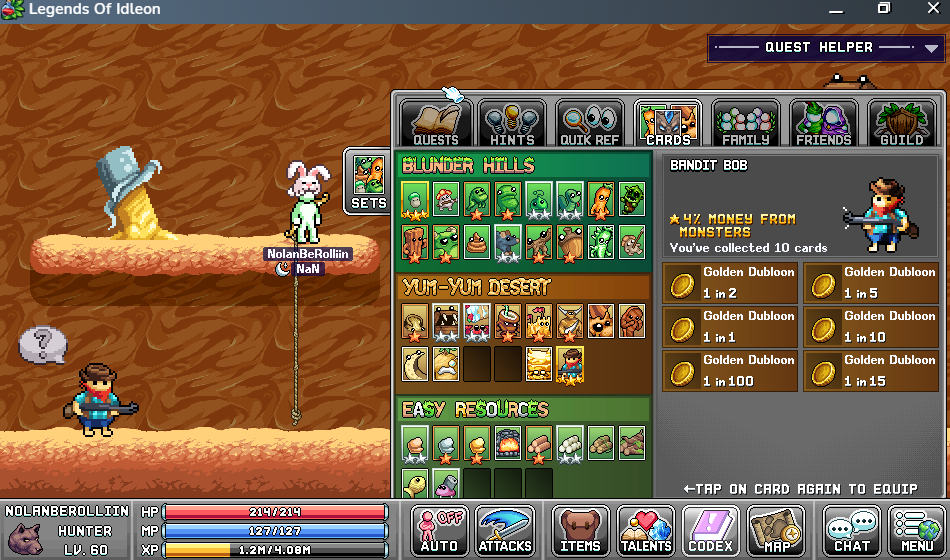 Legends Of Idleon
QUEST HELPER
QUESTS
HINTS
QUIK REF
CARDS
FAMILY
FRIENDS
GUILD
SETS
BLUNDER HILLS
YUM-YUM DESERT
EASY RESOURCES
BANDIT BOB
4% MONEY FROM
MONSTERS
You've collected 10 cards
Golden Dubloon
1 in 2
Golden Dubloon
1 in 5
Golden Dubloon
1 in 1
Golden Dubloon
1 in 10
Golden Dubloon
1 in 100
Golden Dubloon
1 in 15
←TAP ON CARD AGAIN TO EQUIP
NolanBeRolliin
NaN
?
NOLANBEROLLIIN
HUNTER
LV. 60
HP
214/214
MP
127/127
XP
1.2M/4.08M
OFF
AUTO
ATTACKS
ITEMS
TALENTS
CODEX
MAP
CHAT
MENU